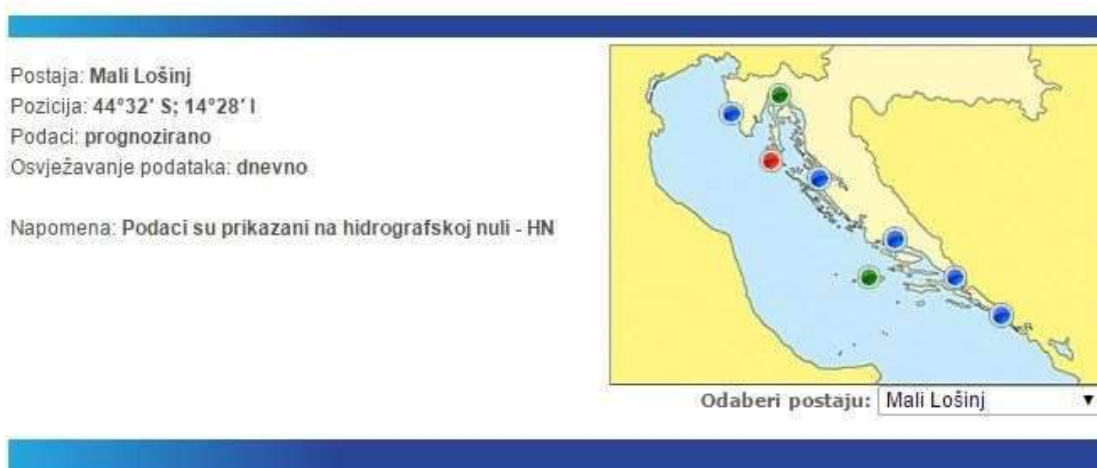 Postaja: Mali Lošinj
Pozicija: 44°32' S; 14°28' I
Podaci: prognozirano
Osvježavanje podataka: dnevno
Napomena: Podaci su prikazani na hidrografskoj nuli - HN
Odaberi postaju: Mali Lošinj